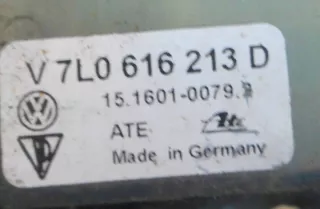 V 7L0 616 213 D
15.1601-0079.
ATE
Made in Germany